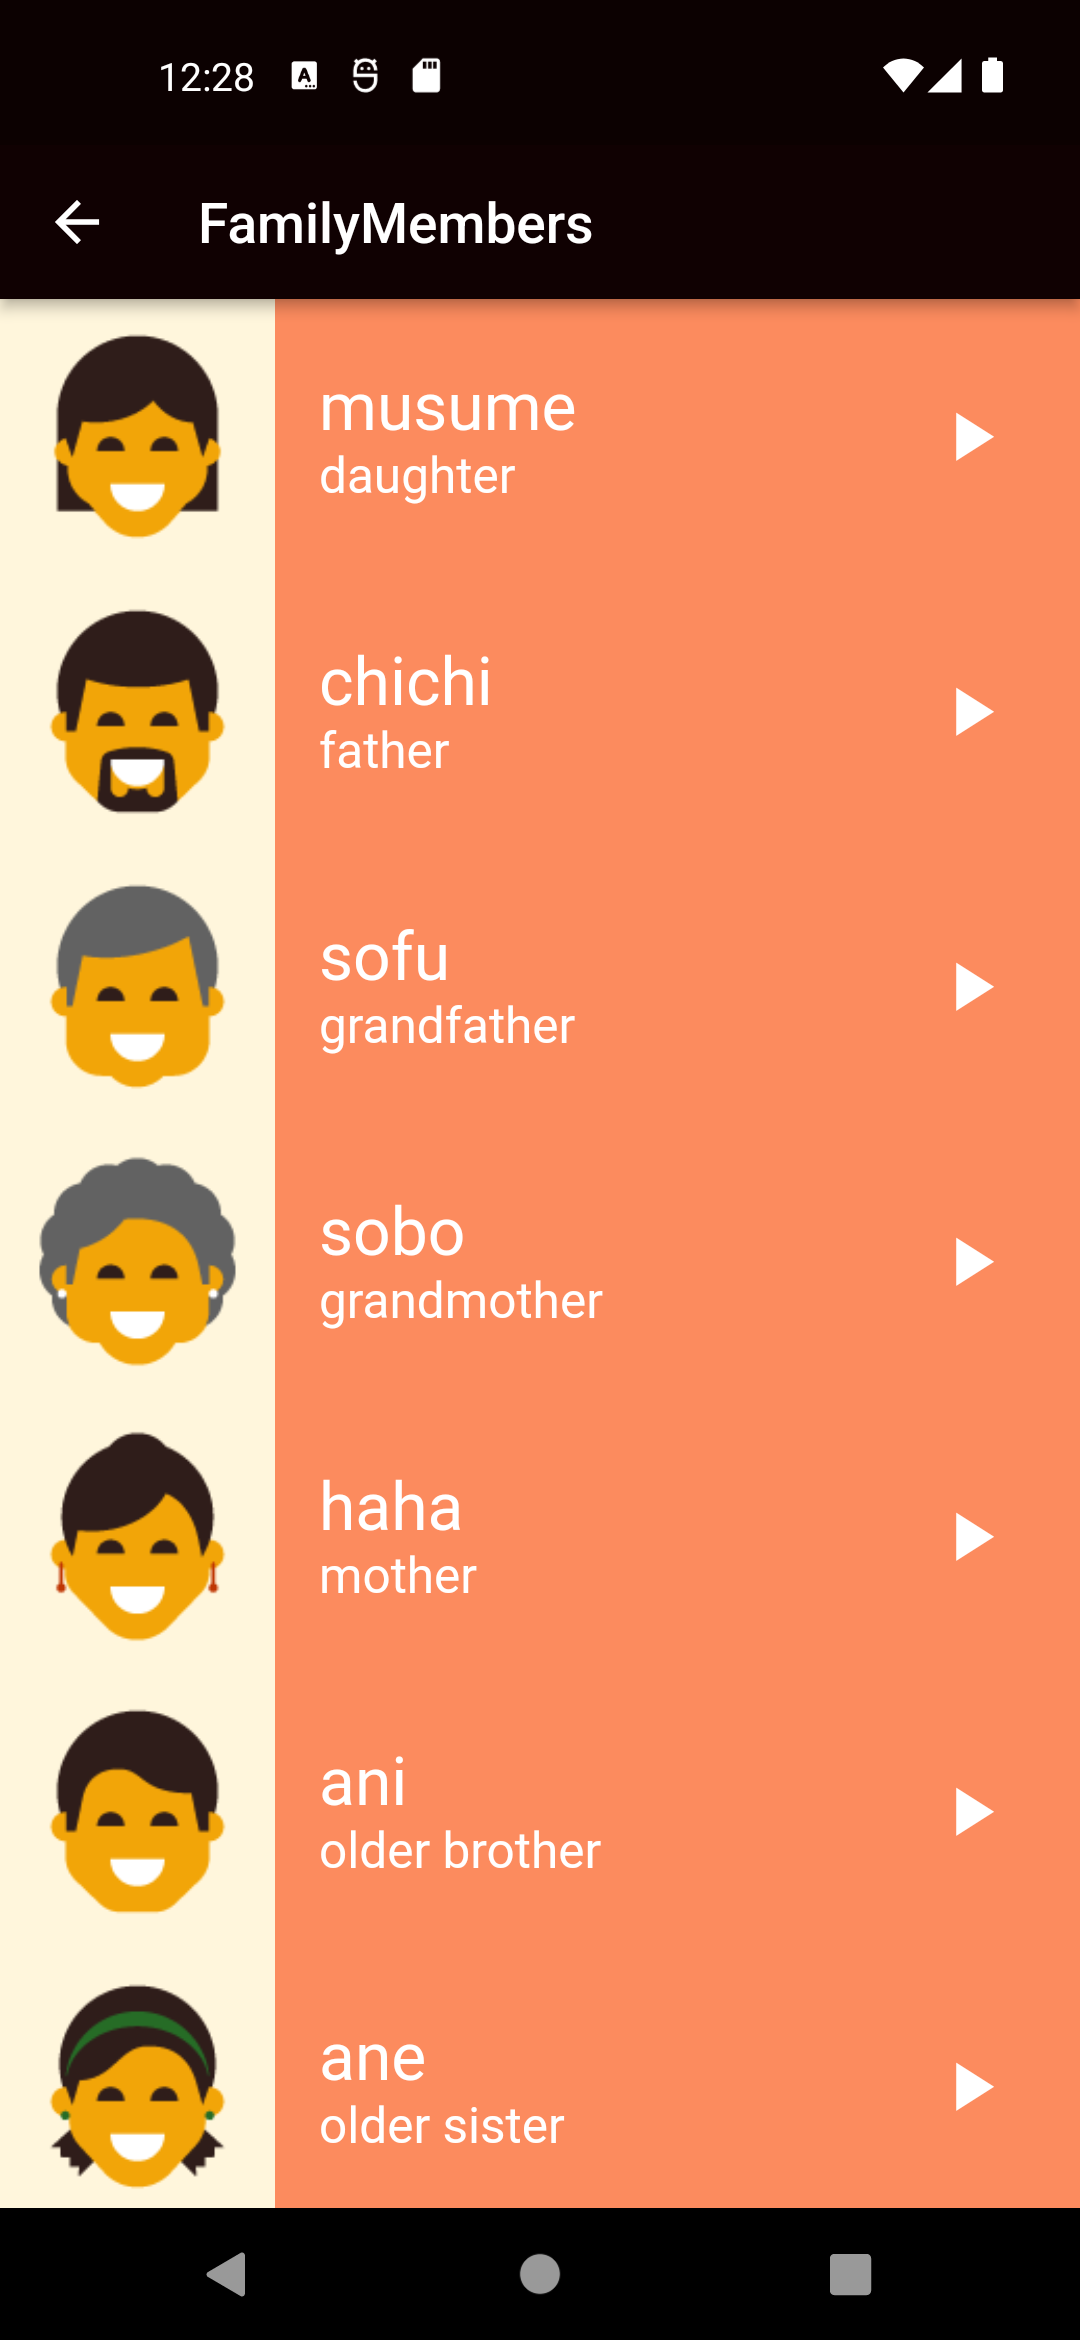 12:28
FamilyMembers
musume
daughter
chichi
father
sofu
grandfather
sobo
grandmother
haha
mother
ani
older brother
ane
older sister